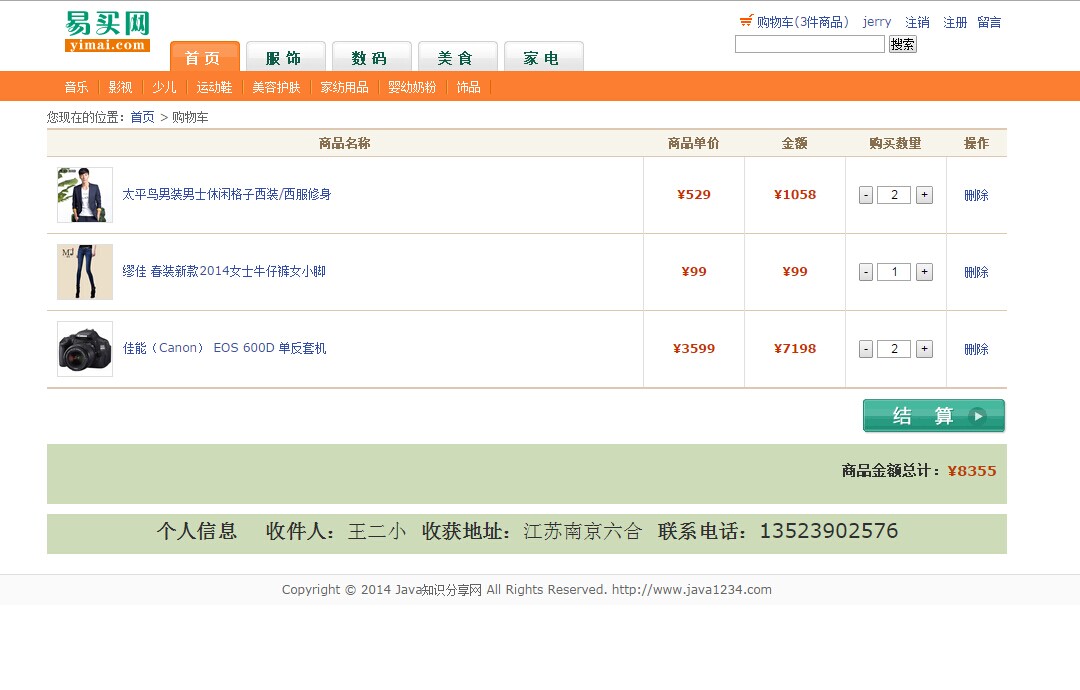 易买网
yimai.com
购物车(3件商品) jerry 注销 注册 留言
搜索
首页 服饰 数码 美食 家电
音乐 影视 少儿 运动鞋 美容护肤 家纺用品 婴幼奶粉 饰品
您现在的位置：首页 > 购物车
商品名称 商品单价 金额 购买数量 操作
太平鸟男装男士休闲格子西装/西服修身 ¥529 ¥1058 - 2 + 删除
MJ
缪佳 春装新款2014女士牛仔裤女小脚 ¥99 ¥99 - 1 + 删除
佳能（Canon） EOS 600D 单反套机 ¥3599 ¥7198 - 2 + 删除
结 算
商品金额总计：¥8355
个人信息 收件人：王二小 收获地址：江苏南京六合 联系电话：13523902576
Copyright © 2014 Java知识分享网 All Rights Reserved. http://www.java1234.com